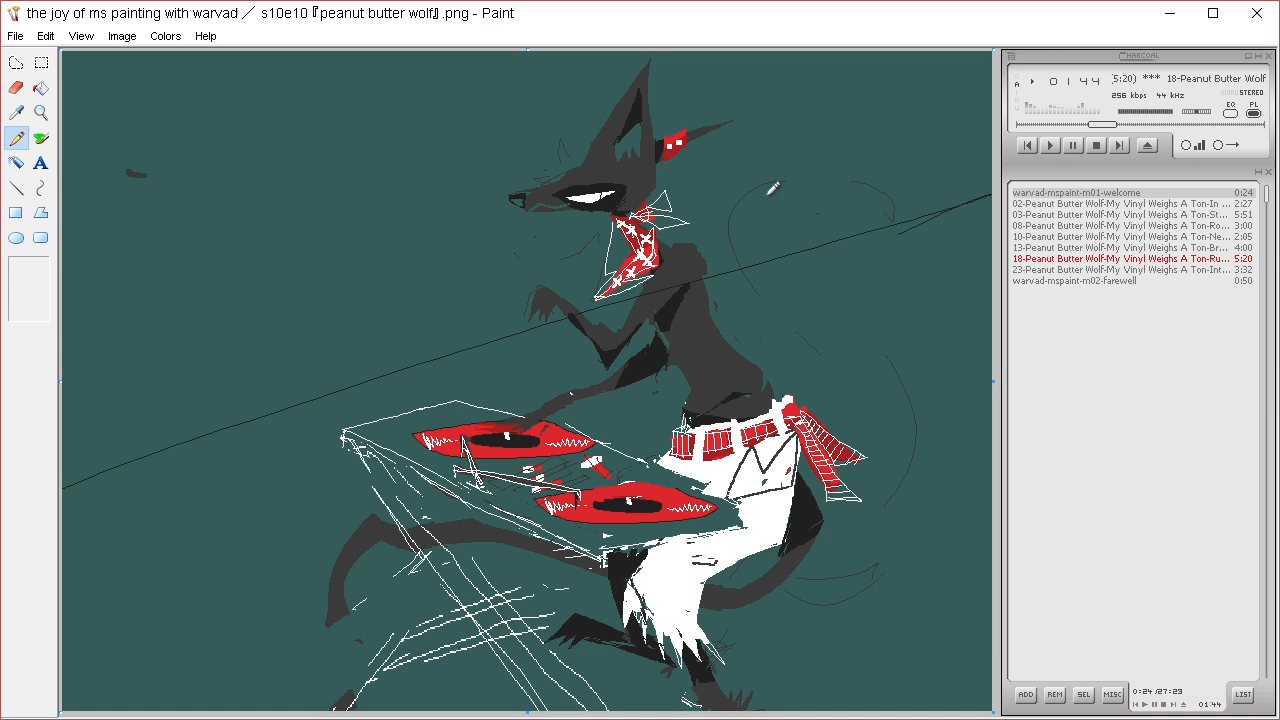 the joy of ms painting with warvad ／ s10e10『peanut butter wolf』.png - Paint
File Edit View Image Colors Help
CHARCOAL
01 44 (5:20) *** 18-Peanut Butter Wolf
256 kbps 44 kHz STEREO
EQ PL
warvad-mspaint-m01-welcome 0:24
02-Peanut Butter Wolf-My Vinyl Weighs A Ton-In ... 2:27
03-Peanut Butter Wolf-My Vinyl Weighs A Ton-St... 5:51
08-Peanut Butter Wolf-My Vinyl Weighs A Ton-Ro... 3:00
10-Peanut Butter Wolf-My Vinyl Weighs A Ton-Ne... 2:05
13-Peanut Butter Wolf-My Vinyl Weighs A Ton-Br... 4:00
18-Peanut Butter Wolf-My Vinyl Weighs A Ton-Ru... 5:20
23-Peanut Butter Wolf-My Vinyl Weighs A Ton-Int... 3:32
warvad-mspaint-m02-farewell 0:50
ADD REM SEL MISC 0:24/27:29 LIST
01:44